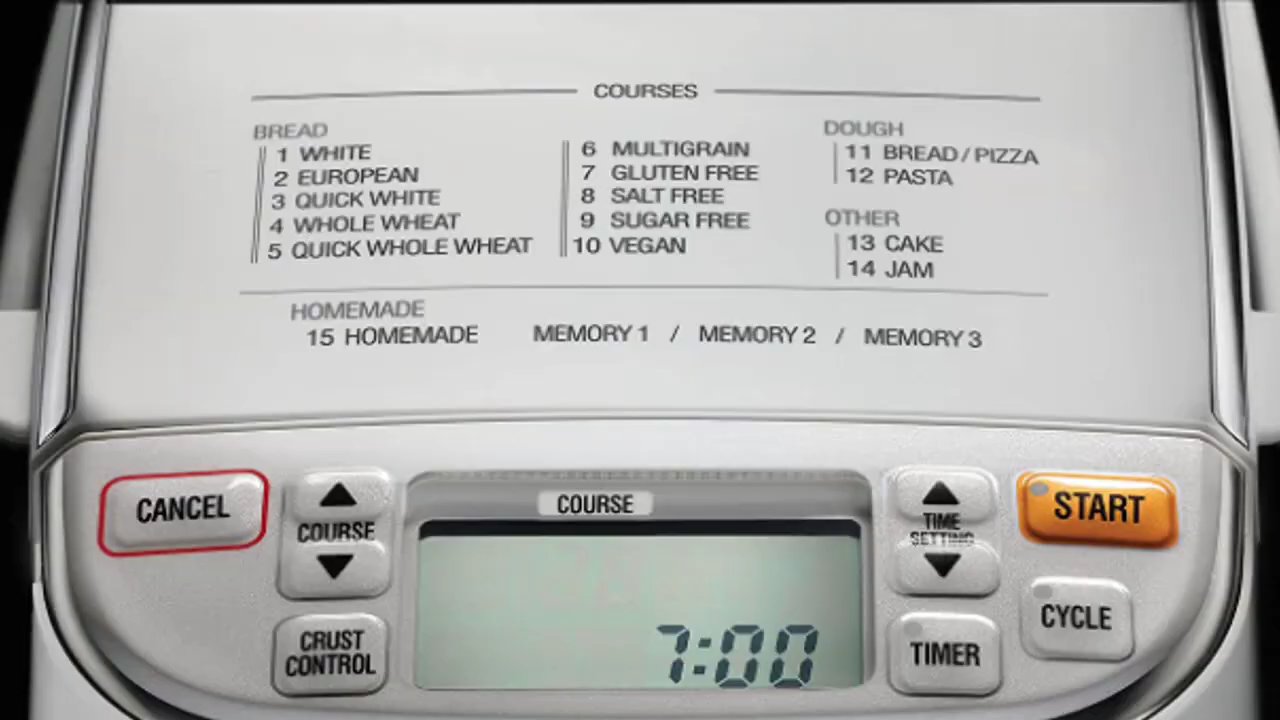 COURSES
BREAD
1 WHITE
2 EUROPEAN
3 QUICK WHITE
4 WHOLE WHEAT
5 QUICK WHOLE WHEAT
6 MULTIGRAIN
7 GLUTEN FREE
8 SALT FREE
9 SUGAR FREE
10 VEGAN
DOUGH
11 BREAD/PIZZA
12 PASTA
OTHER
13 CAKE
14 JAM
HOMEMADE
15 HOMEMADE MEMORY 1 / MEMORY 2 / MEMORY 3
CANCEL
COURSE
CRUST
CONTROL
COURSE
7:00
TIME
SETTING
TIMER
START
CYCLE